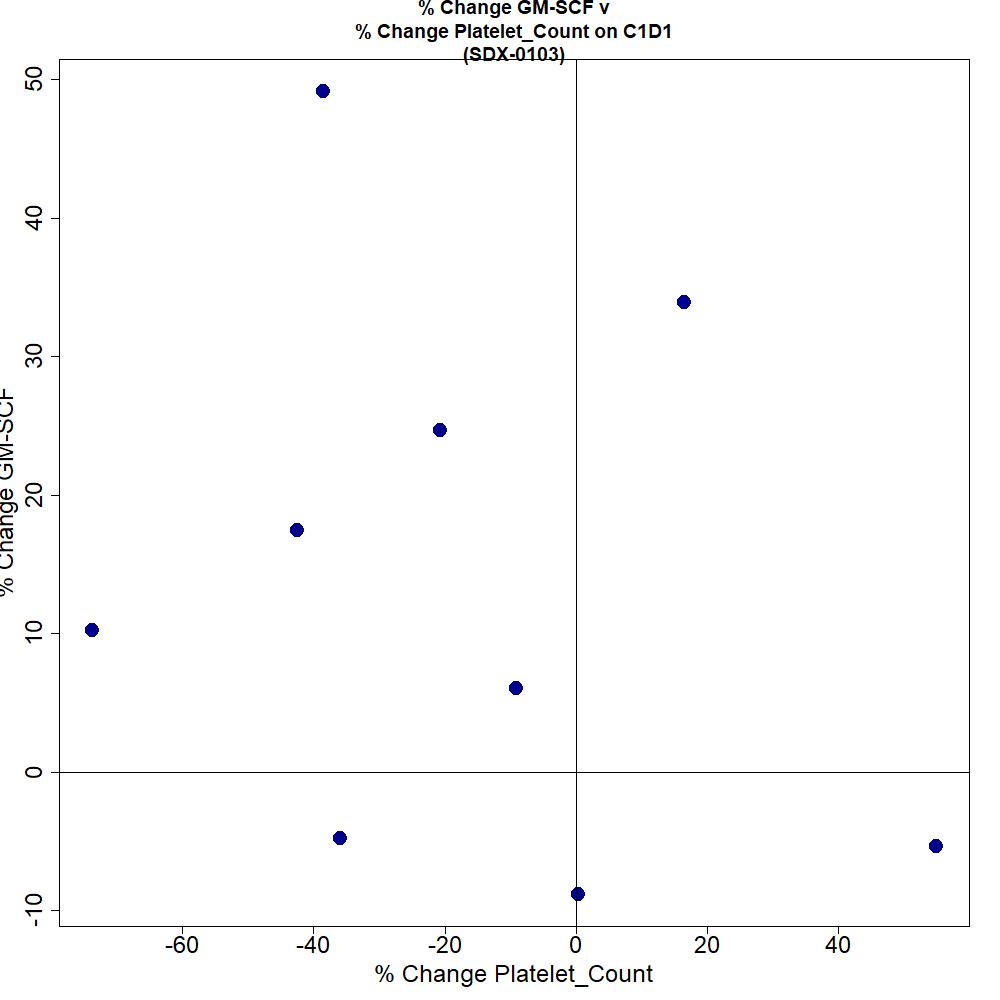 % Change GM-SCF v
% Change Platelet_Count on C1D1
(SDX-0103)
% Change GM-SCF
50
40
30
20
10
0
-10
-60
-40
-20
0
20
40
% Change Platelet_Count